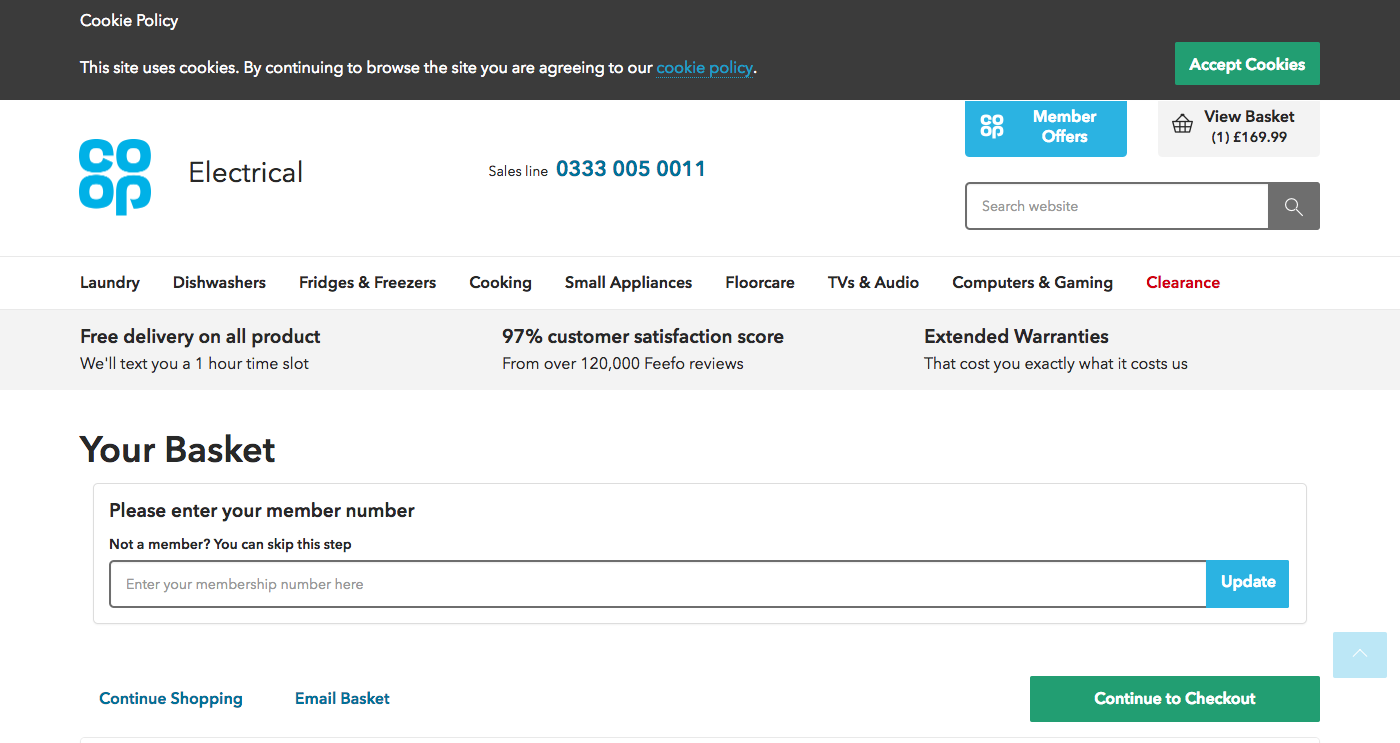 Cookie Policy
This site uses cookies. By continuing to browse the site you are agreeing to our cookie policy.
Accept Cookies
co
op
Electrical
Sales line 0333 005 0011
co
op
Member
Offers
View Basket
(1) £169.99
Search website
Laundry Dishwashers Fridges & Freezers Cooking Small Appliances Floorcare TVs & Audio Computers & Gaming Clearance
Free delivery on all product
We'll text you a 1 hour time slot
97% customer satisfaction score
From over 120,000 Feefo reviews
Extended Warranties
That cost you exactly what it costs us
Your Basket
Please enter your member number
Not a member? You can skip this step
Enter your membership number here
Update
Continue Shopping
Email Basket
Continue to Checkout